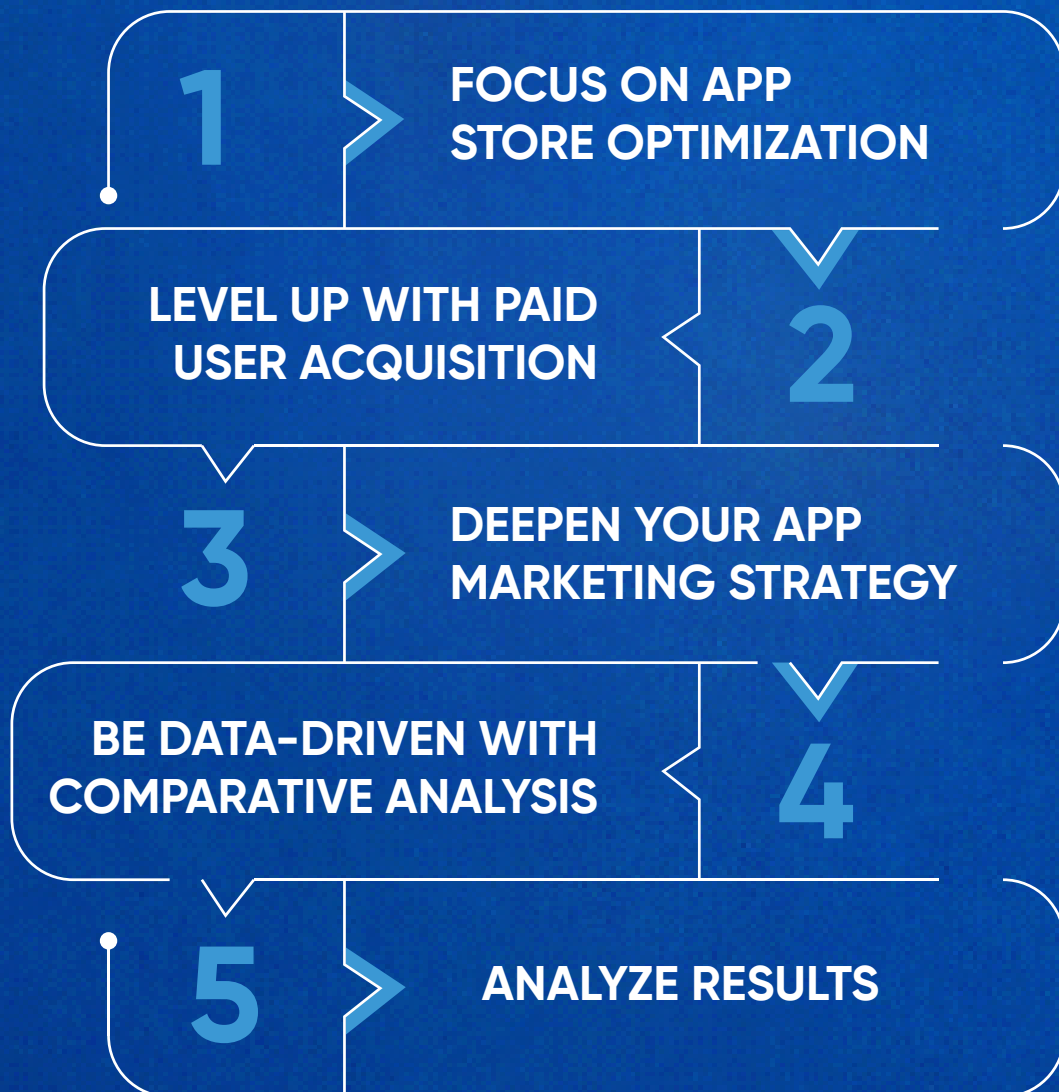 1
FOCUS ON APP
STORE OPTIMIZATION
LEVEL UP WITH PAID
USER ACQUISITION
2
3
DEEPEN YOUR APP
MARKETING STRATEGY
BE DATA-DRIVEN WITH
COMPARATIVE ANALYSIS
4
5
ANALYZE RESULTS